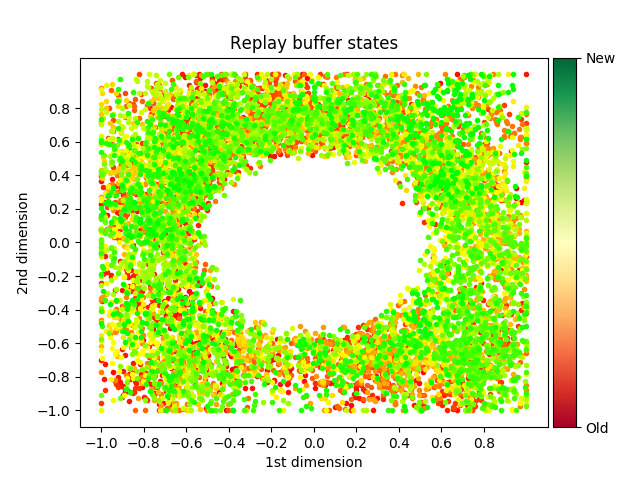 Replay buffer states
New
Old
2nd dimension
0.8
0.6
0.4
0.2
0.0
−0.2
−0.4
−0.6
−0.8
−1.0
−1.0 −0.8 −0.6 −0.4 −0.2 0.0 0.2 0.4 0.6 0.8
1st dimension